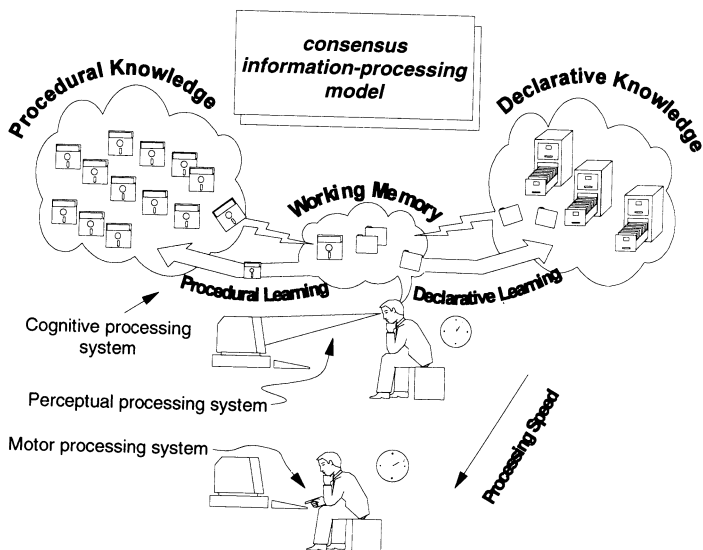 consensus
information-processing
model
Procedural Knowledge
Declarative Knowledge
Working Memory
Procedural Learning
Declarative Learning
Cognitive processing
system
Perceptual processing system
Motor processing system
Processing Speed